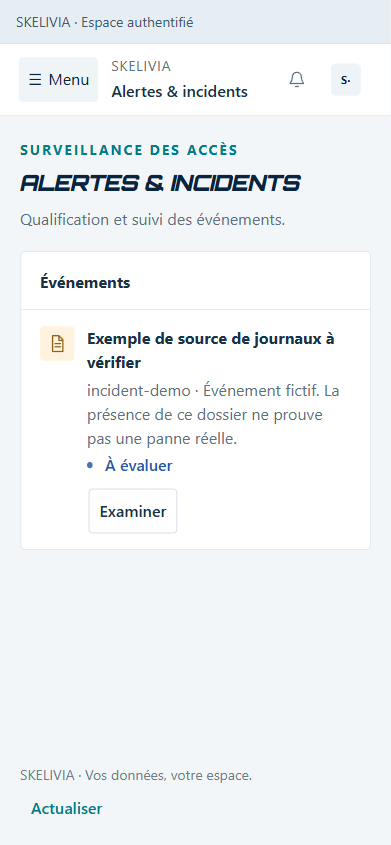 SKELIVIA · Espace authentifié
☰ Menu
SKELIVIA
Alertes & incidents
S·
SURVEILLANCE DES ACCÈS
ALERTES & INCIDENTS
Qualification et suivi des événements.
Événements
Exemple de source de journaux à
vérifier
incident-demo · Événement fictif. La
présence de ce dossier ne prouve
pas une panne réelle.
À évaluer
Examiner
SKELIVIA · Vos données, votre espace.
Actualiser